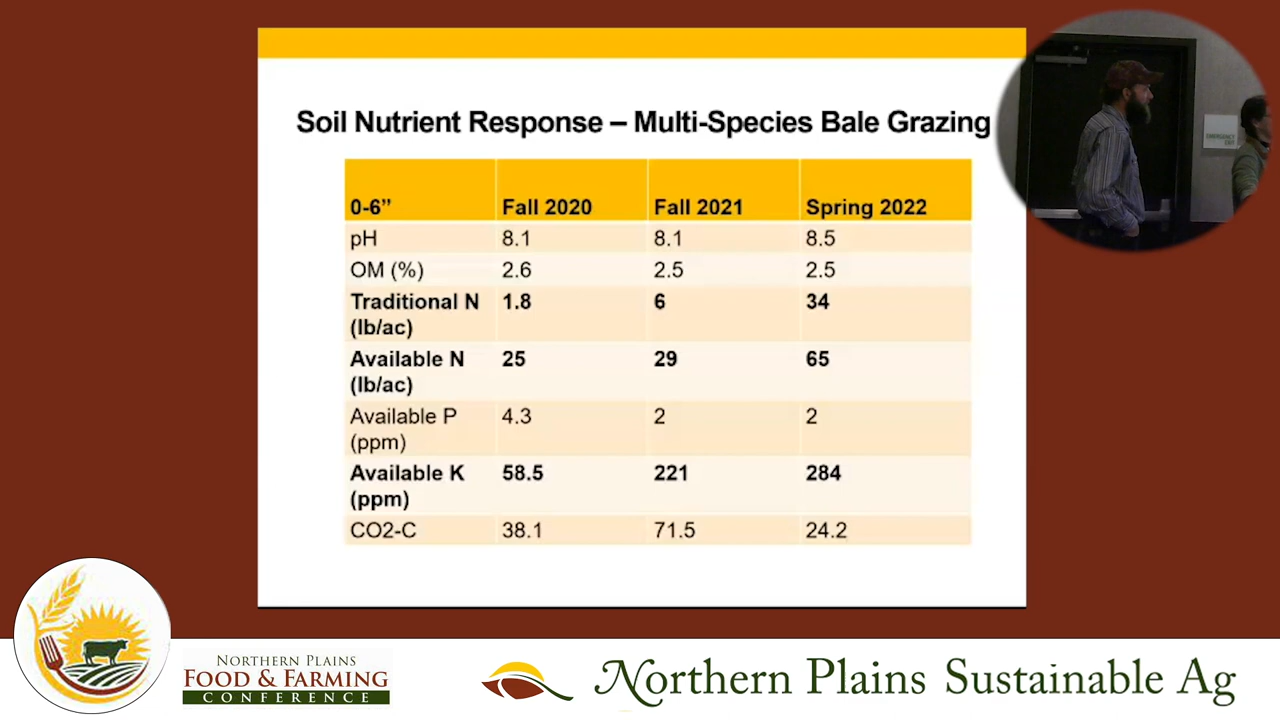 Soil Nutrient Response – Multi-Species Bale Grazing
0-6” Fall 2020 Fall 2021 Spring 2022
pH 8.1 8.1 8.5
OM (%) 2.6 2.5 2.5
Traditional N 1.8 6 34
(lb/ac)
Available N 25 29 65
(lb/ac)
Available P 4.3 2 2
(ppm)
Available K 58.5 221 284
(ppm)
CO2-C 38.1 71.5 24.2
EMERGENCY
EXIT
NORTHERN PLAINS
FOOD & FARMING
CONFERENCE
Northern Plains Sustainable Ag